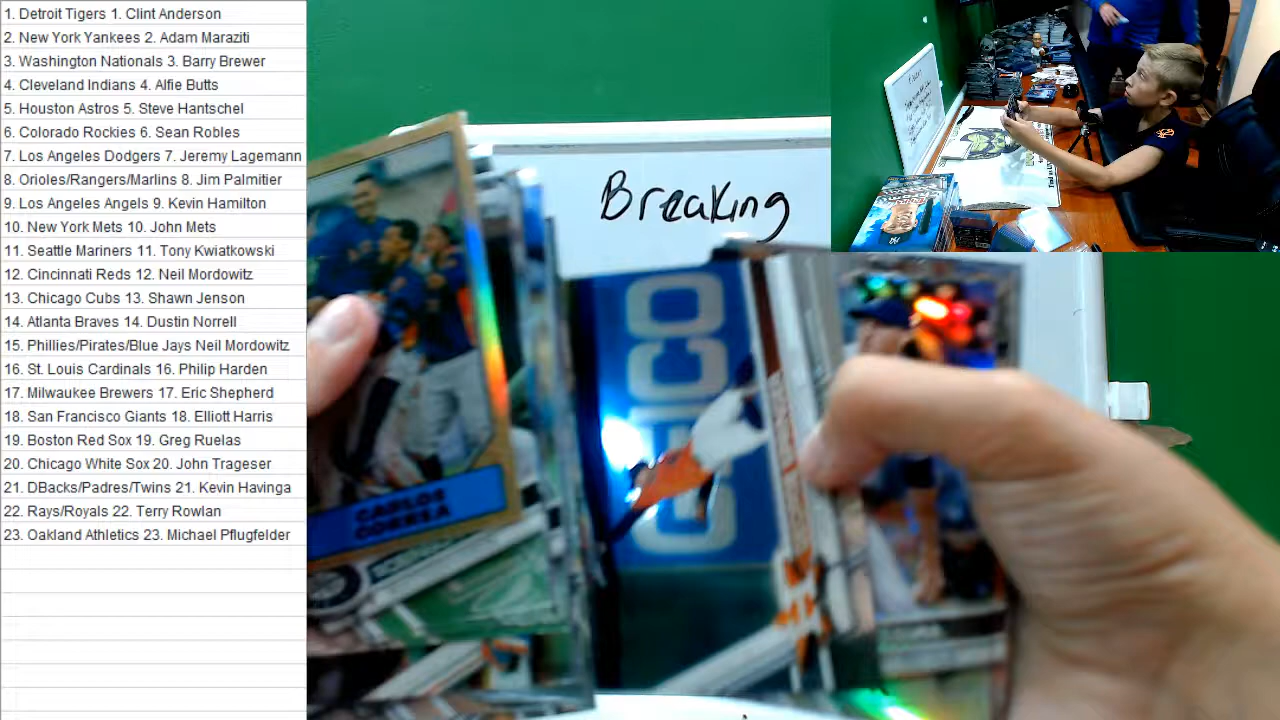 1. Detroit Tigers 1. Clint Anderson
2. New York Yankees 2. Adam Maraziti
3. Washington Nationals 3. Barry Brewer
4. Cleveland Indians 4. Alfie Butts
5. Houston Astros 5. Steve Hantschel
6. Colorado Rockies 6. Sean Robles
7. Los Angeles Dodgers 7. Jeremy Lagemann
8. Orioles/Rangers/Marlins 8. Jim Palmitier
9. Los Angeles Angels 9. Kevin Hamilton
10. New York Mets 10. John Mets
11. Seattle Mariners 11. Tony Kwiatkowski
12. Cincinnati Reds 12. Neil Mordowitz
13. Chicago Cubs 13. Shawn Jenson
14. Atlanta Braves 14. Dustin Norrell
15. Phillies/Pirates/Blue Jays Neil Mordowitz
16. St. Louis Cardinals 16. Philip Harden
17. Milwaukee Brewers 17. Eric Shepherd
18. San Francisco Giants 18. Elliott Harris
19. Boston Red Sox 19. Greg Ruelas
20. Chicago White Sox 20. John Trageser
21. DBacks/Padres/Twins 21. Kevin Havinga
22. Rays/Royals 22. Terry Rowlan
23. Oakland Athletics 23. Michael Pflugfelder
Breaking
GEICO
CARLOS
CORREA